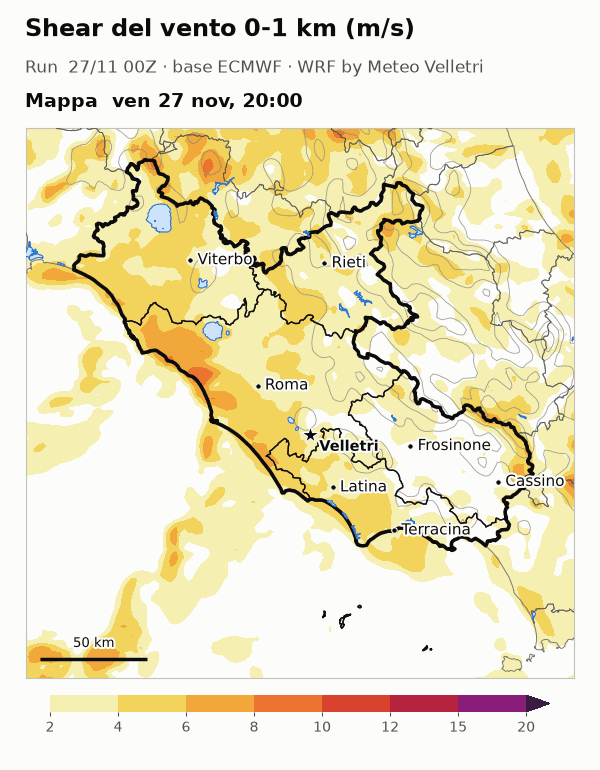 Shear del vento 0-1 km (m/s)
Run  27/11 00Z · base ECMWF · WRF by Meteo Velletri
Mappa  ven 27 nov, 20:00
Viterbo
Rieti
Roma
Velletri
Frosinone
Latina
Cassino
Terracina
50 km
2 4 6 8 10 12 15 20